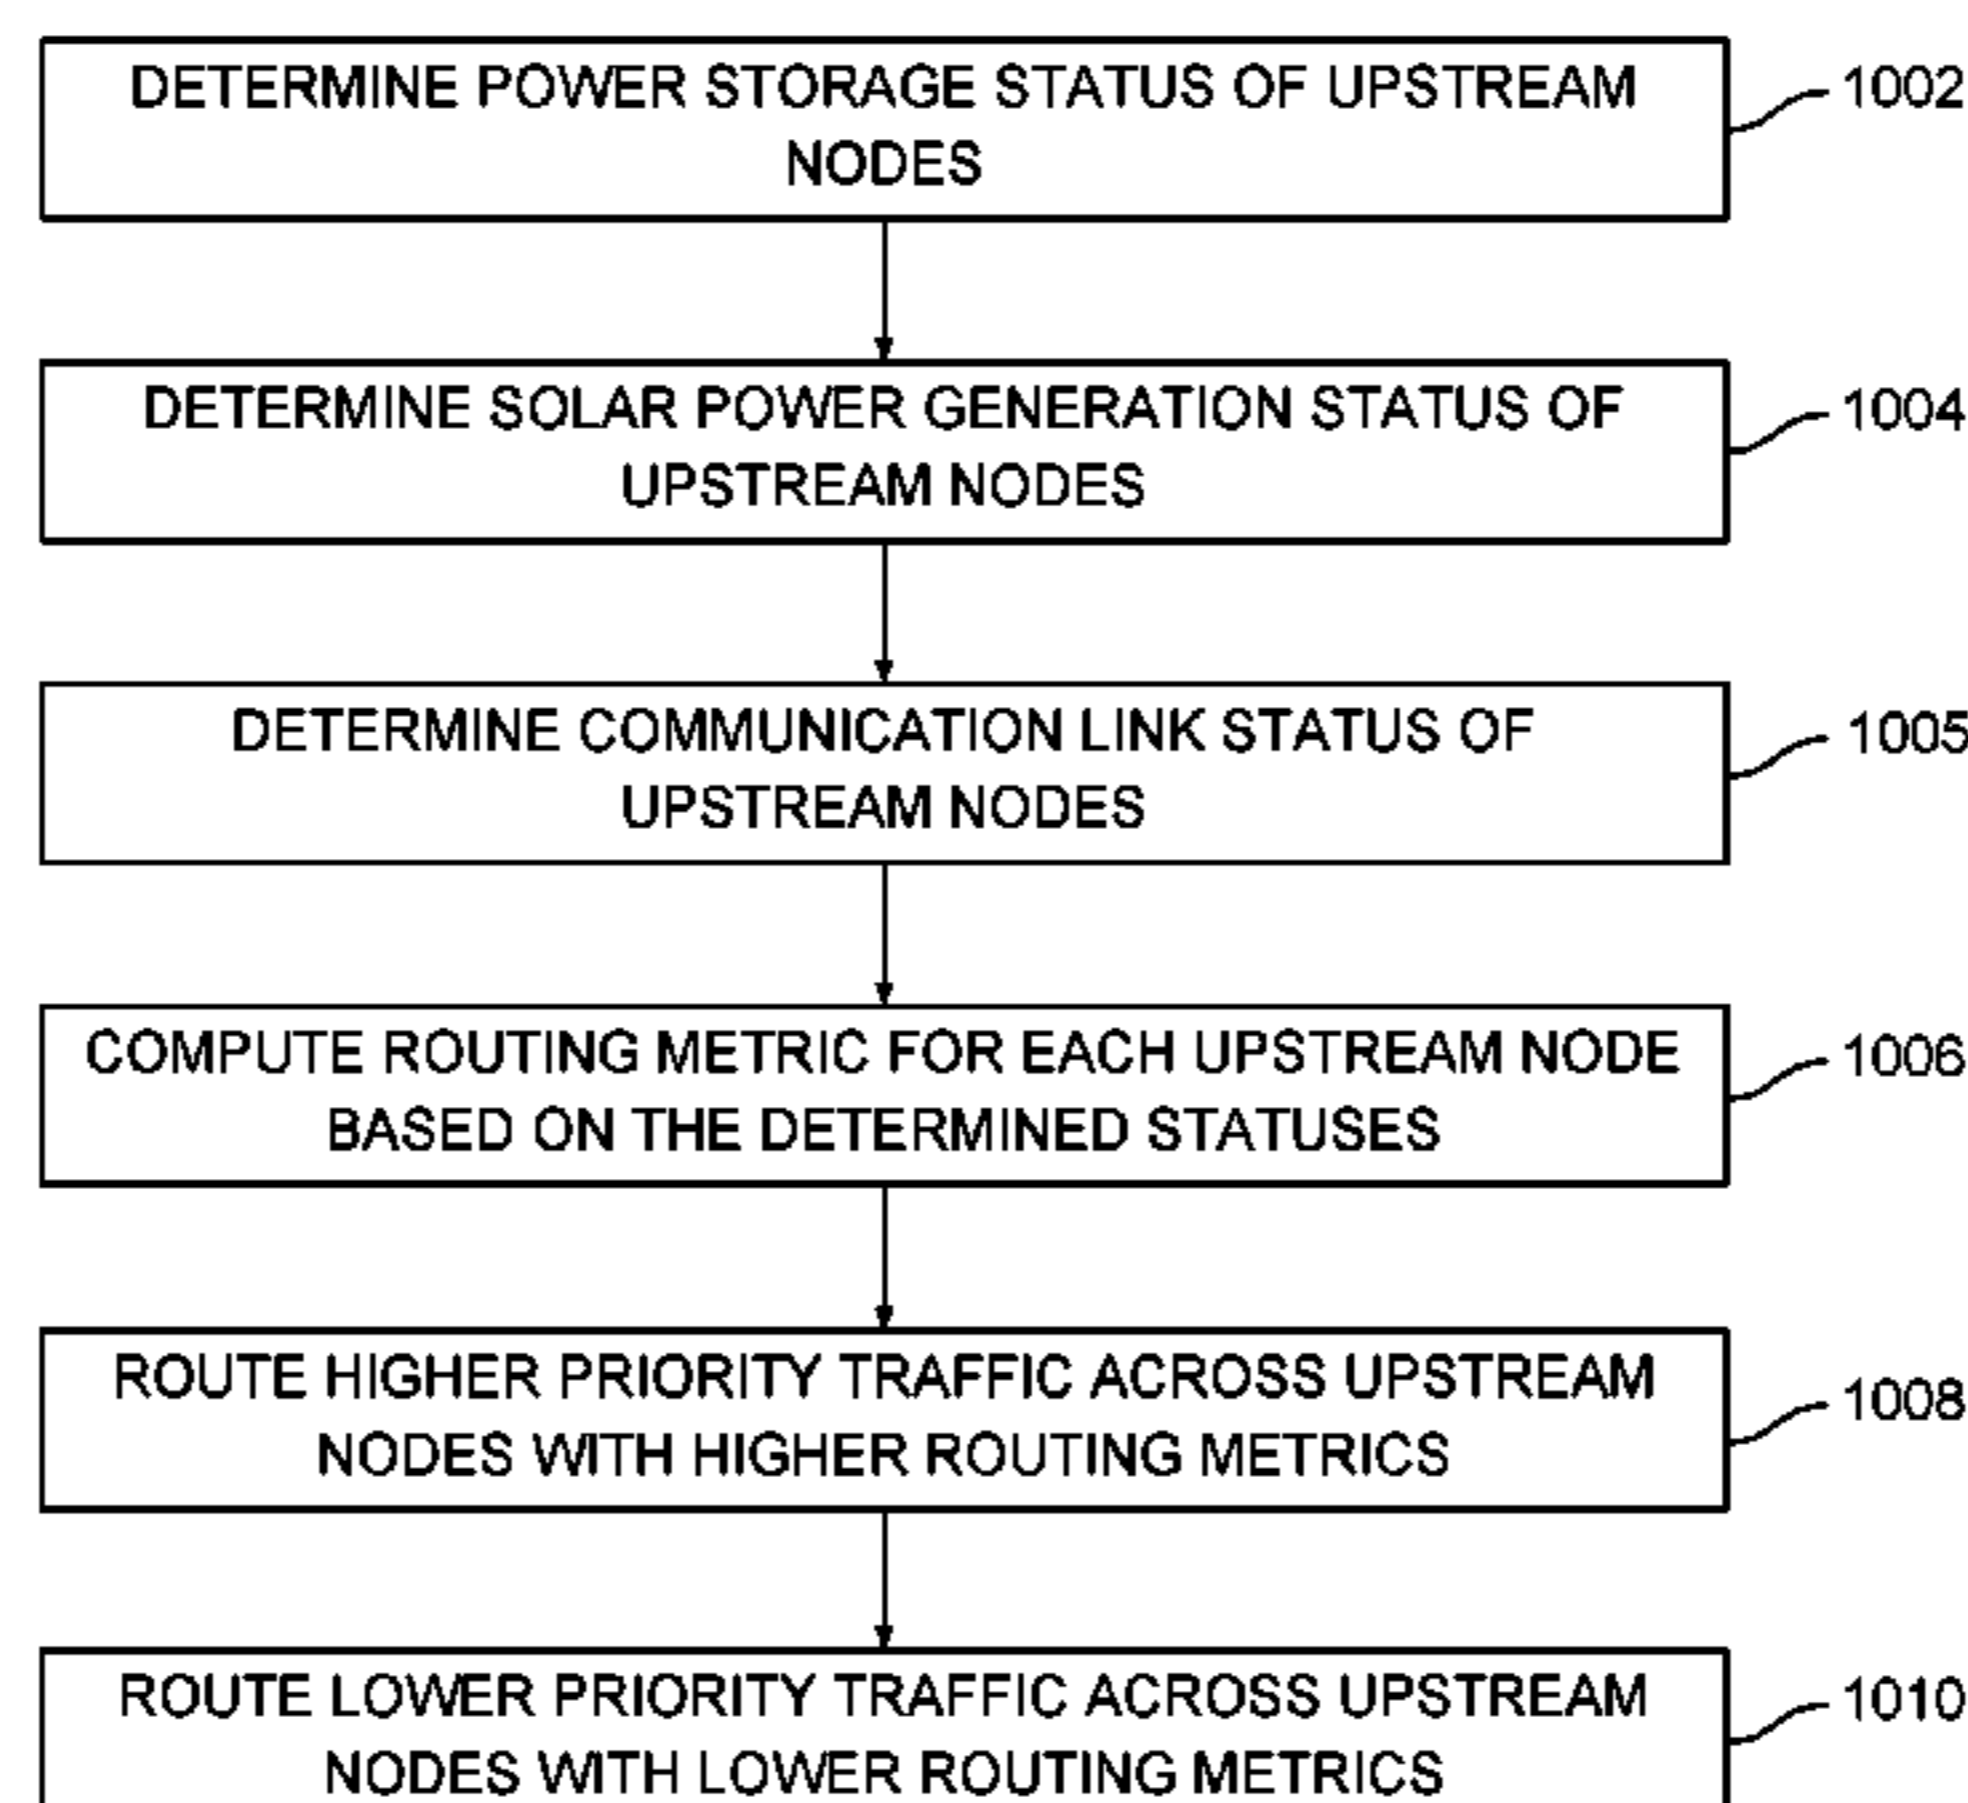 DETERMINE POWER STORAGE STATUS OF UPSTREAM
NODES
1002
DETERMINE SOLAR POWER GENERATION STATUS OF
UPSTREAM NODES
1004
DETERMINE COMMUNICATION LINK STATUS OF
UPSTREAM NODES
1005
COMPUTE ROUTING METRIC FOR EACH UPSTREAM NODE
BASED ON THE DETERMINED STATUSES
1006
ROUTE HIGHER PRIORITY TRAFFIC ACROSS UPSTREAM
NODES WITH HIGHER ROUTING METRICS
1008
ROUTE LOWER PRIORITY TRAFFIC ACROSS UPSTREAM
NODES WITH LOWER ROUTING METRICS
1010